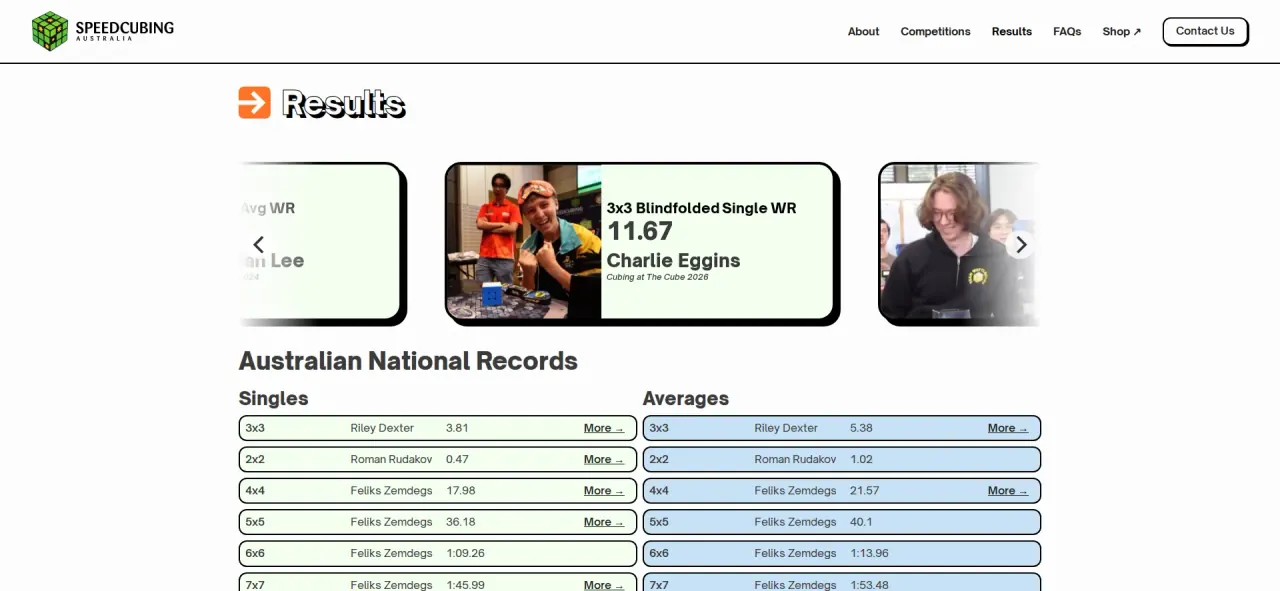 SPEEDCUBING
AUSTRALIA
About
Competitions
Results
FAQs
Shop ↗
Contact Us
Results
Avg WR
an Lee
3x3 Blindfolded Single WR
11.67
Charlie Eggins
Cubing at The Cube 2026
Australian National Records
Singles
3x3 Riley Dexter 3.81 More →
2x2 Roman Rudakov 0.47 More →
4x4 Feliks Zemdegs 17.98 More →
5x5 Feliks Zemdegs 36.18 More →
6x6 Feliks Zemdegs 1:09.26
7x7 Feliks Zemdegs 1:45.99 More →
Averages
3x3 Riley Dexter 5.38 More →
2x2 Roman Rudakov 1.02
4x4 Feliks Zemdegs 21.57 More →
5x5 Feliks Zemdegs 40.1
6x6 Feliks Zemdegs 1:13.96
7x7 Feliks Zemdegs 1:53.48